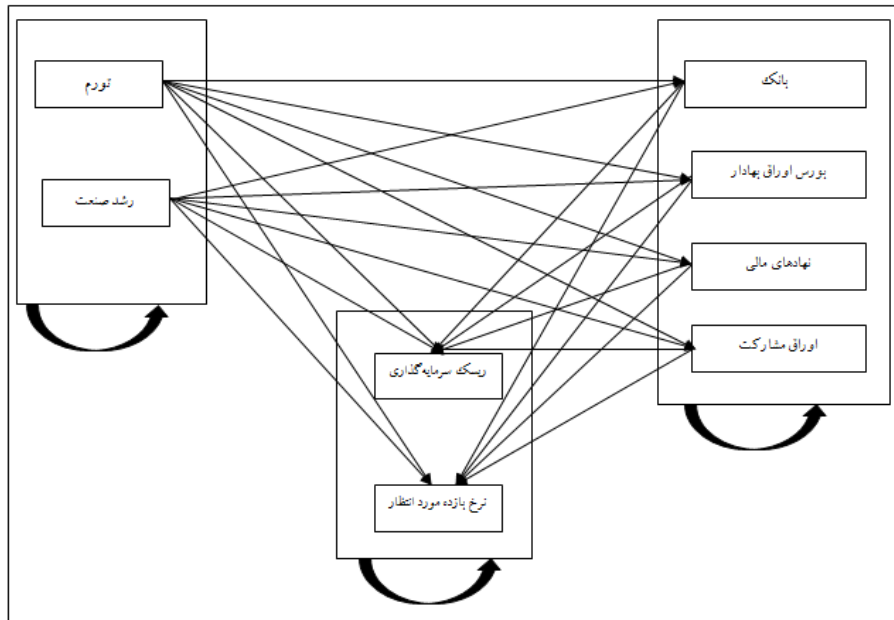 تورم
رشد صنعت
بانک
بورس اوراق بهادار
نهادهای مالی
اوراق مشارکت
ریسک سرمایه‌گذاری
نرخ بازده مورد انتظار